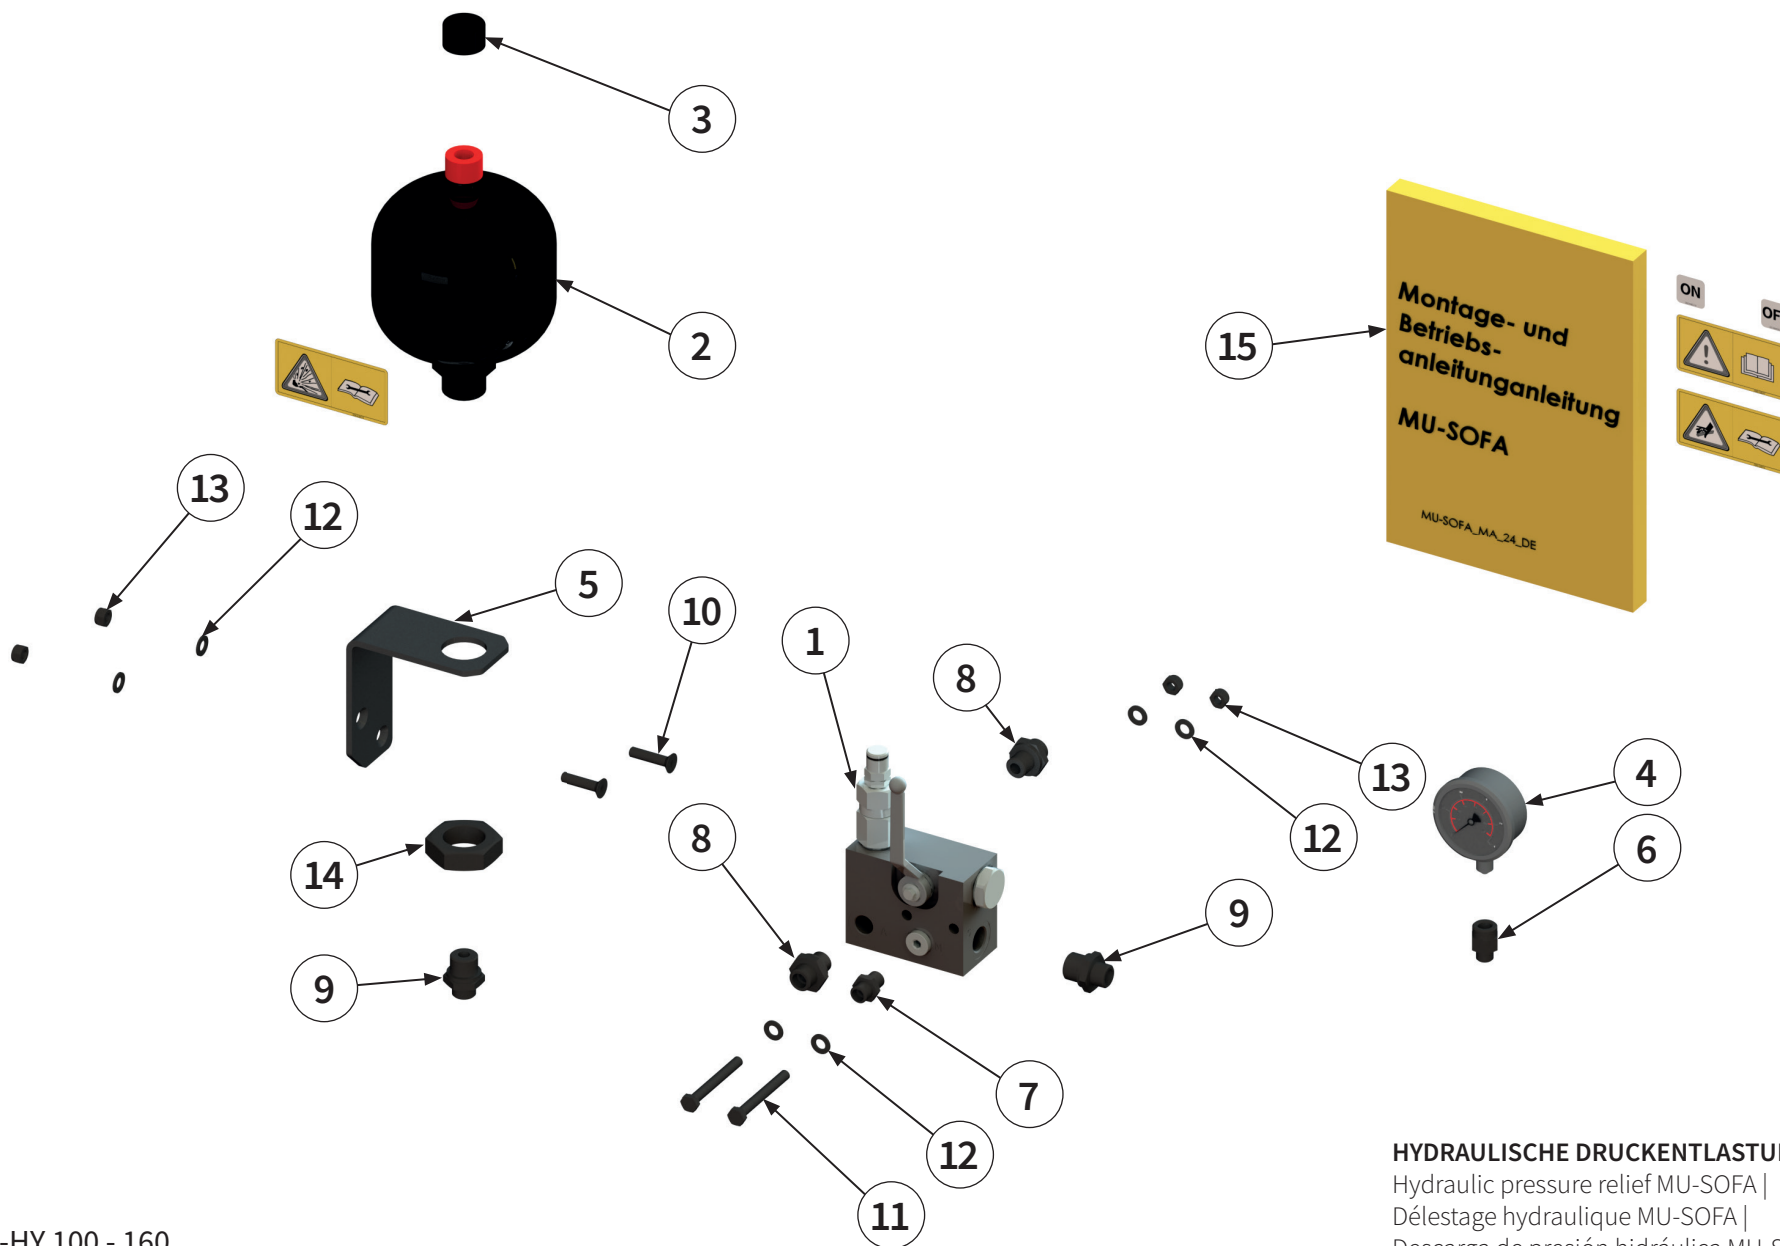 3
2
Montage- und
Betriebs-
anleitunganleitung
MU-SOFA
MU-SOFA_MA_24_DE
ON
15
13
12
5
10
1
8
13
12
4
6
14
8
9
9
7
12
11
HYDRAULISCHE
Hydraulic pressure relief MU-SOFA |
Délestage hydraulique MU-SOFA |
-HY 100 - 160